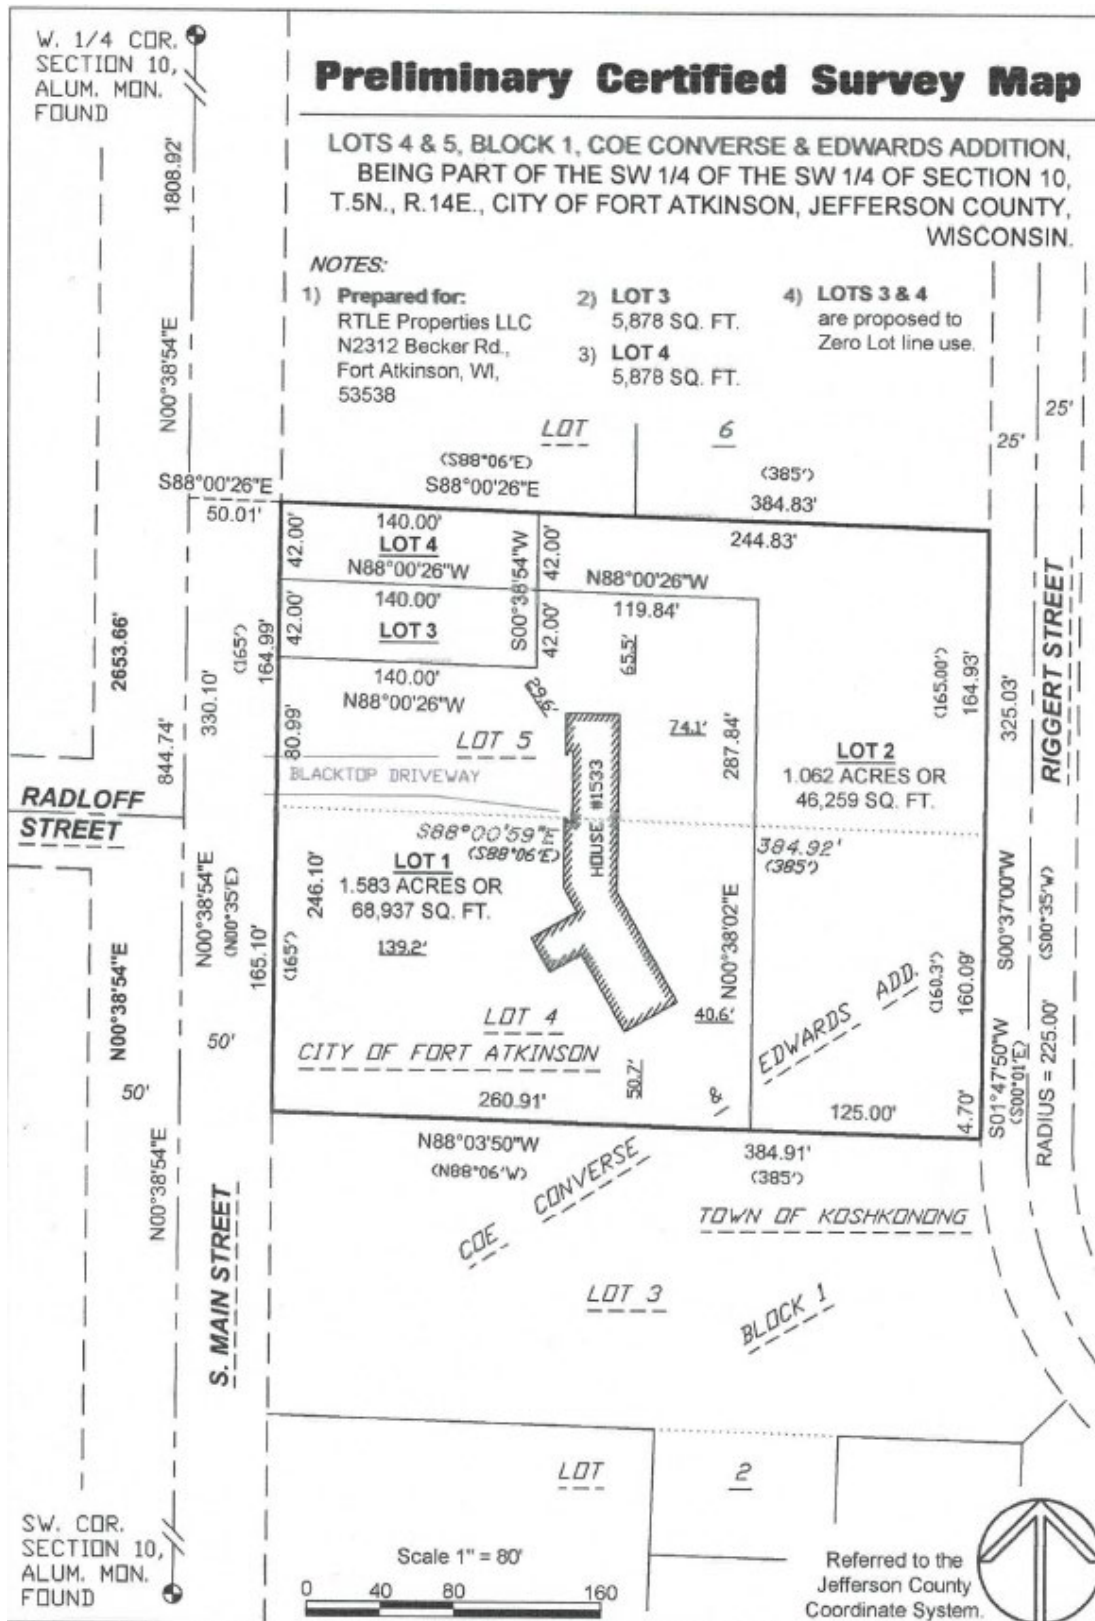 W. 1/4 COR.
SECTION 10,
ALUM. MON.
FOUND
Preliminary Certified Survey Map
LOTS 4 & 5, BLOCK 1, COE CONVERSE & EDWARDS ADDITION,
BEING PART OF THE SW 1/4 OF THE SW 1/4 OF SECTION 10,
T.5N., R.14E., CITY OF FORT ATKINSON, JEFFERSON COUNTY,
WISCONSIN.
NOTES:
1) Prepared for:
RTLE Properties LLC
N2312 Becker Rd.,
Fort Atkinson, WI,
53538
2) LOT 3
5,878 SQ. FT.
3) LOT 4
5,878 SQ. FT.
4) LOTS 3 & 4
are proposed to
Zero Lot line use.
1808.92'
N00°38'54"E
LOT 6
25'
25'
(S88°06'E)
S88°00'26"E
(385')
384.83'
S88°00'26"E
50.01'
42.00'
140.00'
LOT 4
N88°00'26"W
S00°38'54"W
42.00'
244.83'
N88°00'26"W
119.84'
42.00'
140.00'
LOT 3
42.00'
65.5'
140.00'
N88°00'26"W
29.6'
2653.66'
844.74'
330.10'
(165')
164.99'
80.99'
LOT 5
74.1'
287.84'
(165.00')
164.93'
325.03'
RIGGERT STREET
LOT 2
1.062 ACRES OR
46,259 SQ. FT.
BLACKTOP DRIVEWAY
HOUSE #1533
RADLOFF
STREET
S88°00'59"E
(S88°06'E)
384.92'
(385')
LOT 1
1.583 ACRES OR
68,937 SQ. FT.
139.2'
246.10'
N00°38'54"E
(N00°35'E)
165.10'
(165')
N00°38'02"E
40.6'
S00°37'00"W
(S00°35'W)
(160.3')
160.09'
N00°38'54"E
50'
50'
LOT 4
CITY OF FORT ATKINSON
EDWARDS ADD.
&
50.7'
260.91'
125.00'
4.70'
S01°47'50"W
(S00°01'E)
RADIUS = 225.00'
N00°38'54"E
N88°03'50"W
(N88°06'W)
384.91'
(385')
COE CONVERSE
TOWN OF KOSHKONONG
S. MAIN STREET
LOT 3
BLOCK 1
LOT 2
SW. COR.
SECTION 10,
ALUM. MON.
FOUND
Scale 1" = 80'
0 40 80 160
Referred to the
Jefferson County
Coordinate System.